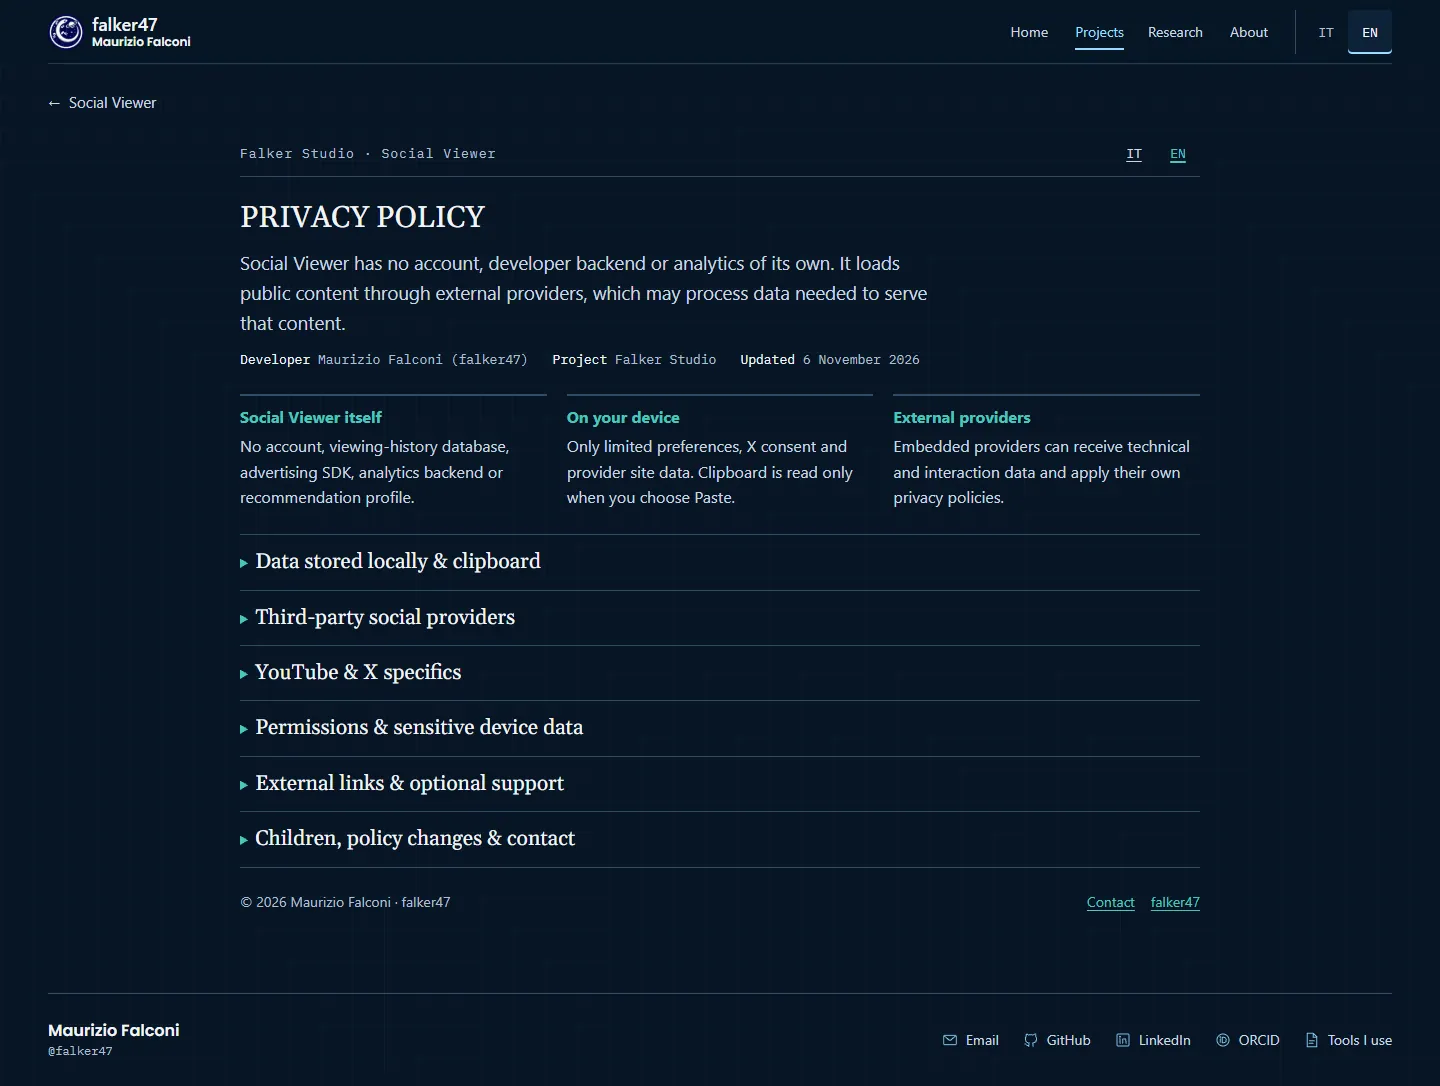 falker47
Maurizio Falconi
Home Projects Research About IT EN
← Social Viewer
Falker Studio · Social Viewer IT EN
PRIVACY POLICY
Social Viewer has no account, developer backend or analytics of its own. It loads
public content through external providers, which may process data needed to serve
that content.
Developer Maurizio Falconi (falker47) Project Falker Studio Updated 6 November 2026
Social Viewer itself
No account, viewing-history database,
advertising SDK, analytics backend or
recommendation profile.
On your device
Only limited preferences, X consent and
provider site data. Clipboard is read only
when you choose Paste.
External providers
Embedded providers can receive technical
and interaction data and apply their own
privacy policies.
Data stored locally & clipboard
Third-party social providers
YouTube & X specifics
Permissions & sensitive device data
External links & optional support
Children, policy changes & contact
© 2026 Maurizio Falconi · falker47 Contact falker47
Maurizio Falconi
@falker47
Email GitHub LinkedIn ORCID Tools I use